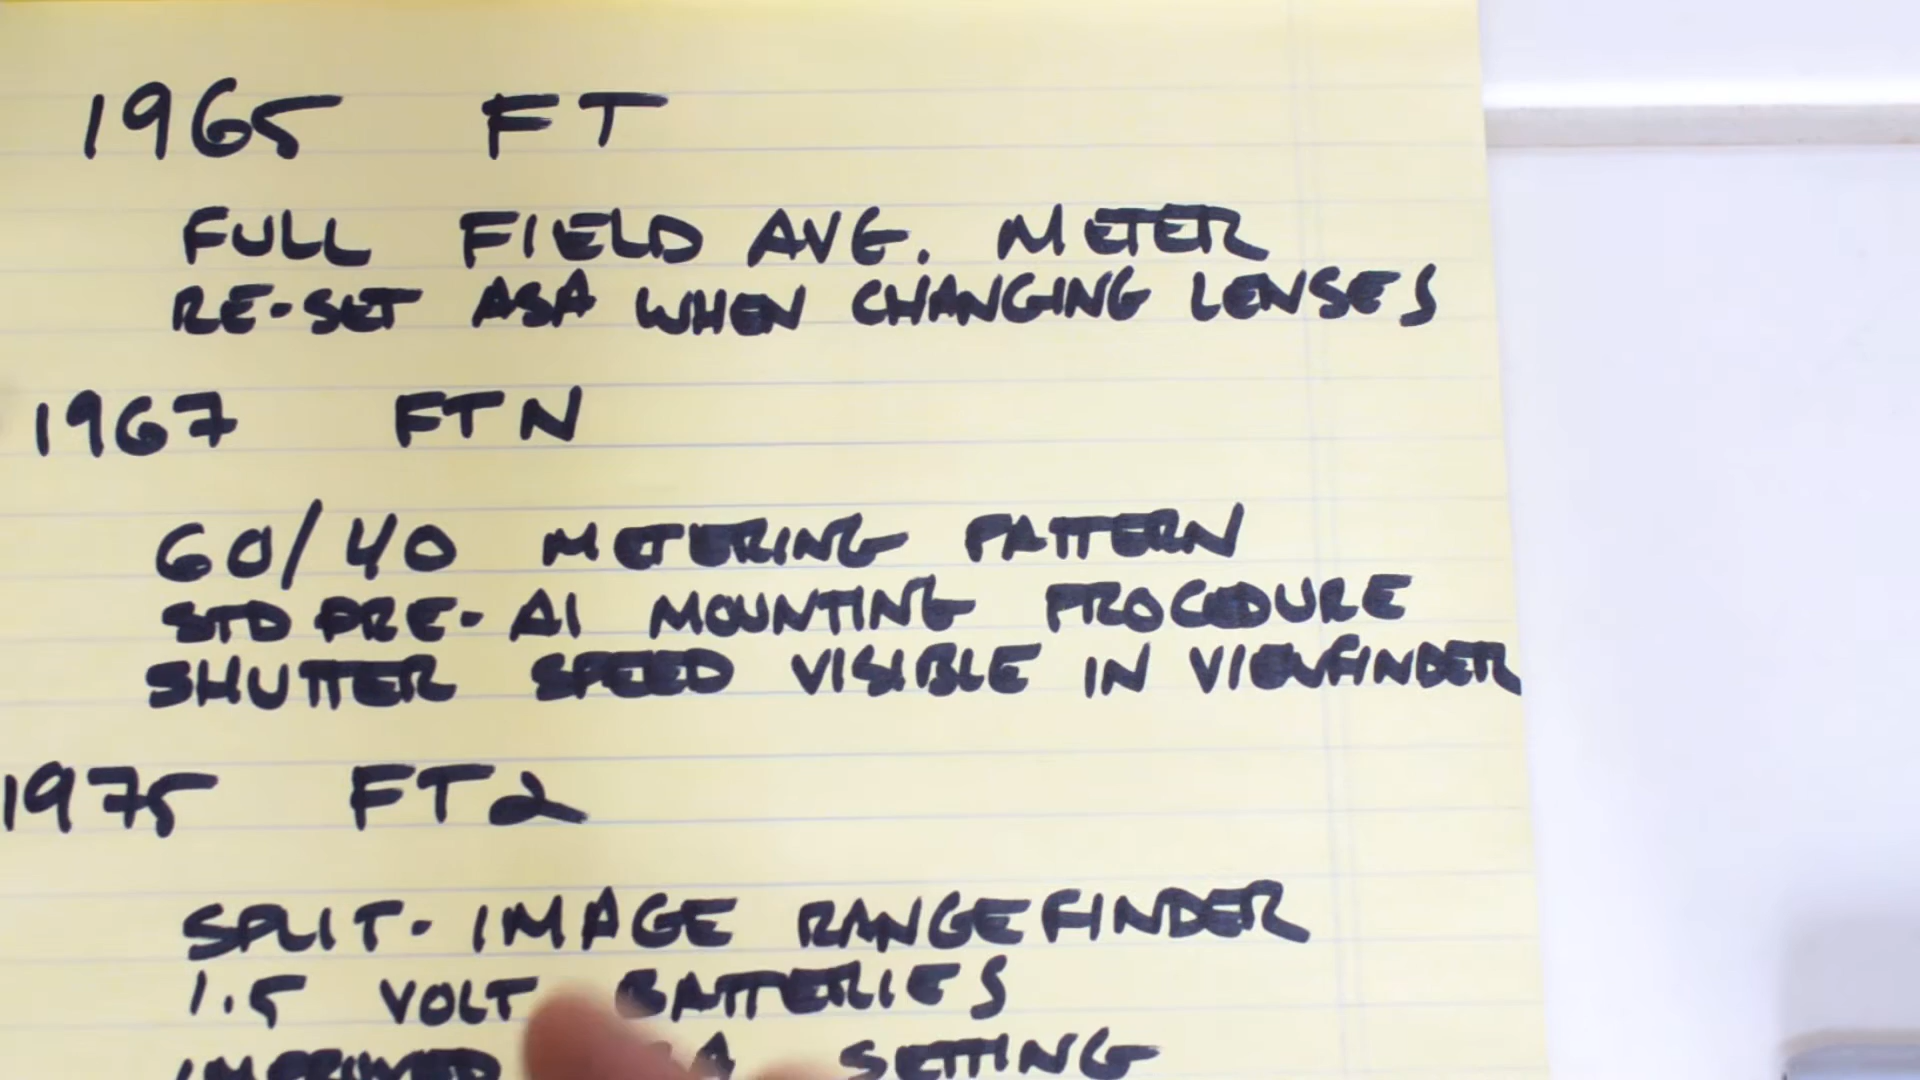 1965 FT
FULL FIELD AVG. METER
RE-SET ASA WHEN CHANGING LENSES
1967 FTN
60/40 METERING PATTERN
STD PRE-AI MOUNTING PROCEDURE
SHUTTER SPEED VISIBLE IN VIEWFINDER
1975 FT2
SPLIT-IMAGE RANGEFINDER
1.5 VOLT BATTERIES
IMPROVED SETTING